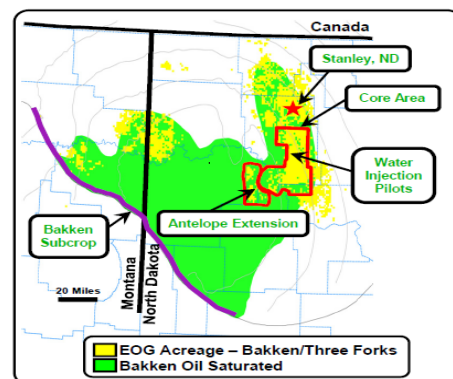 Canada
Stanley, ND
Core Area
Water
Injection
Pilots
Antelope Extension
Bakken
Subcrop
20 Miles
Montana
North Dakota
EOG Acreage – Bakken/Three Forks
Bakken Oil Saturated